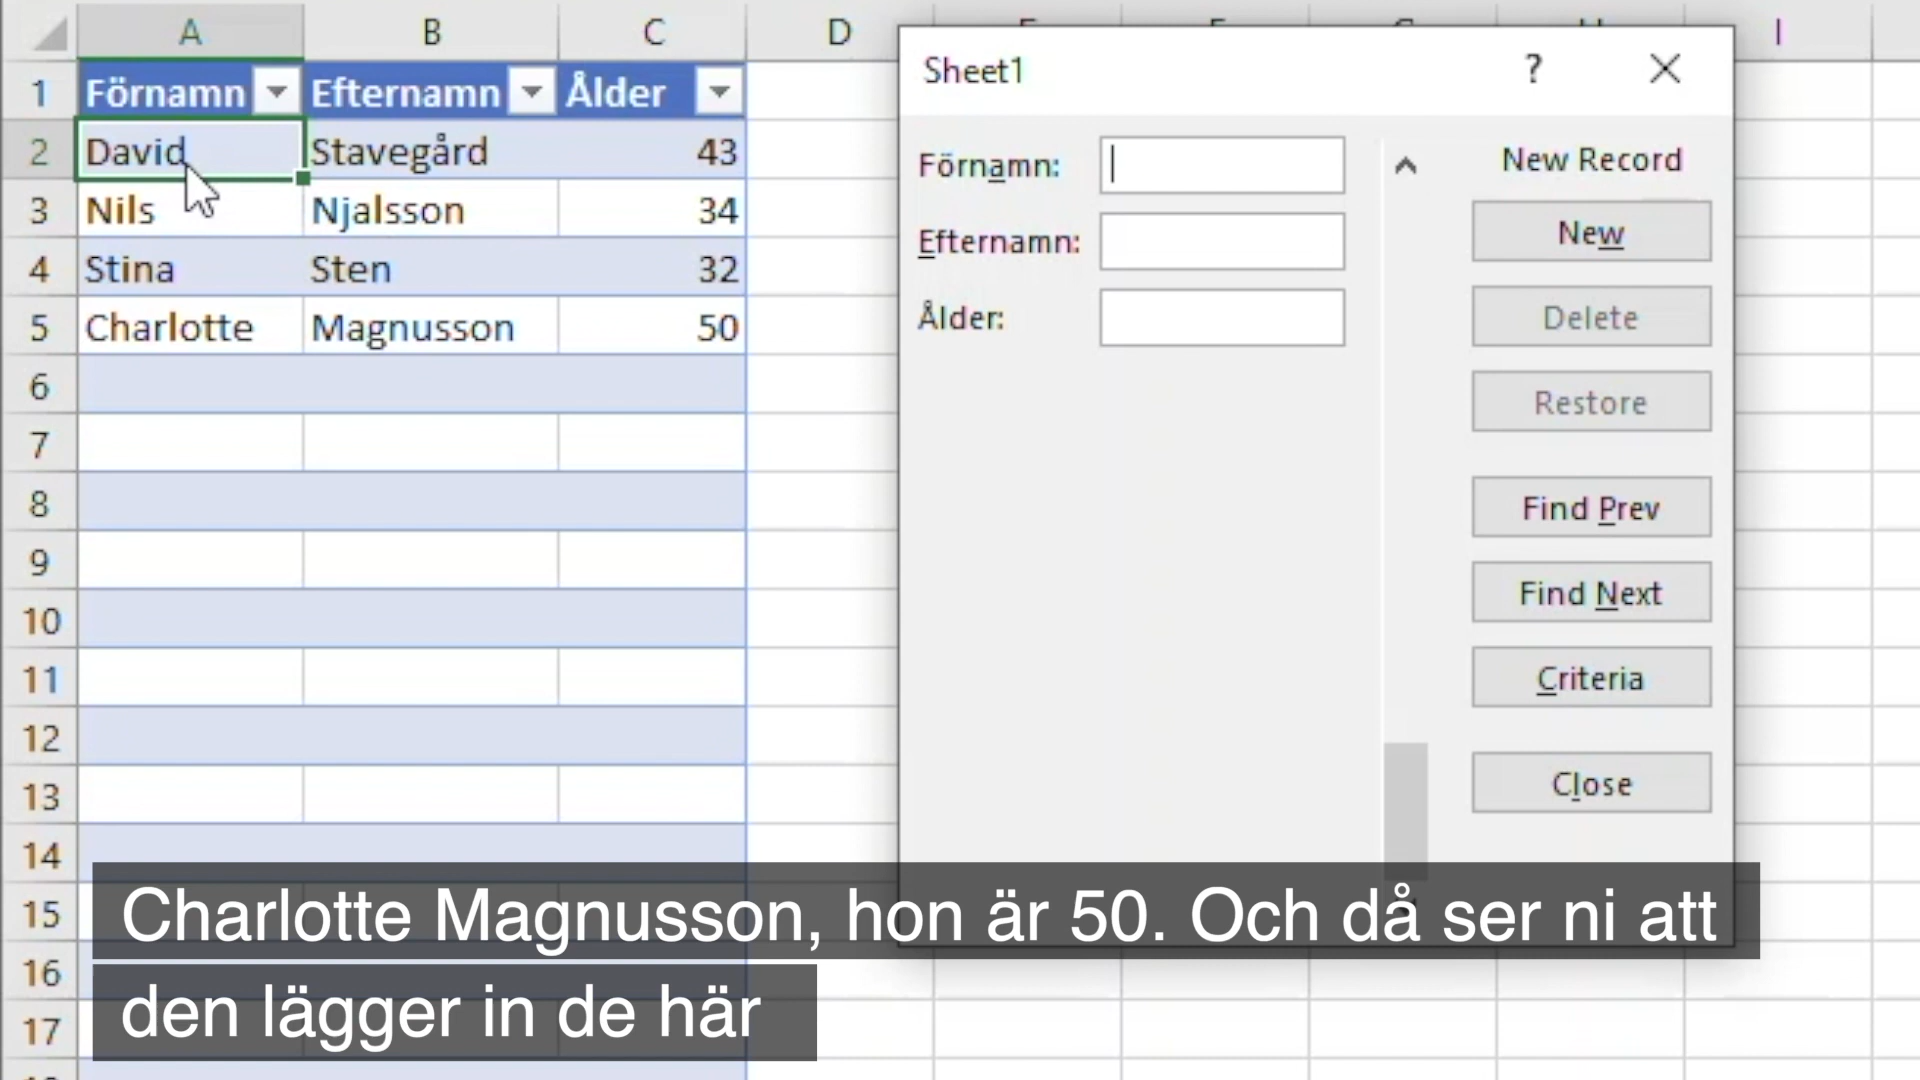 A B C D I
1 Förnamn Efternamn Ålder
2 David Stavegård 43
3 Nils Njalsson 34
4 Stina Sten 32
5 Charlotte Magnusson 50
6
7
8
9
10
11
12
13
14
15
16
17
Sheet1 ?
Förnamn:
Efternamn:
Ålder:
New Record
New
Delete
Restore
Find Prev
Find Next
Criteria
Close
Charlotte Magnusson, hon är 50. Och då ser ni att
den lägger in de här